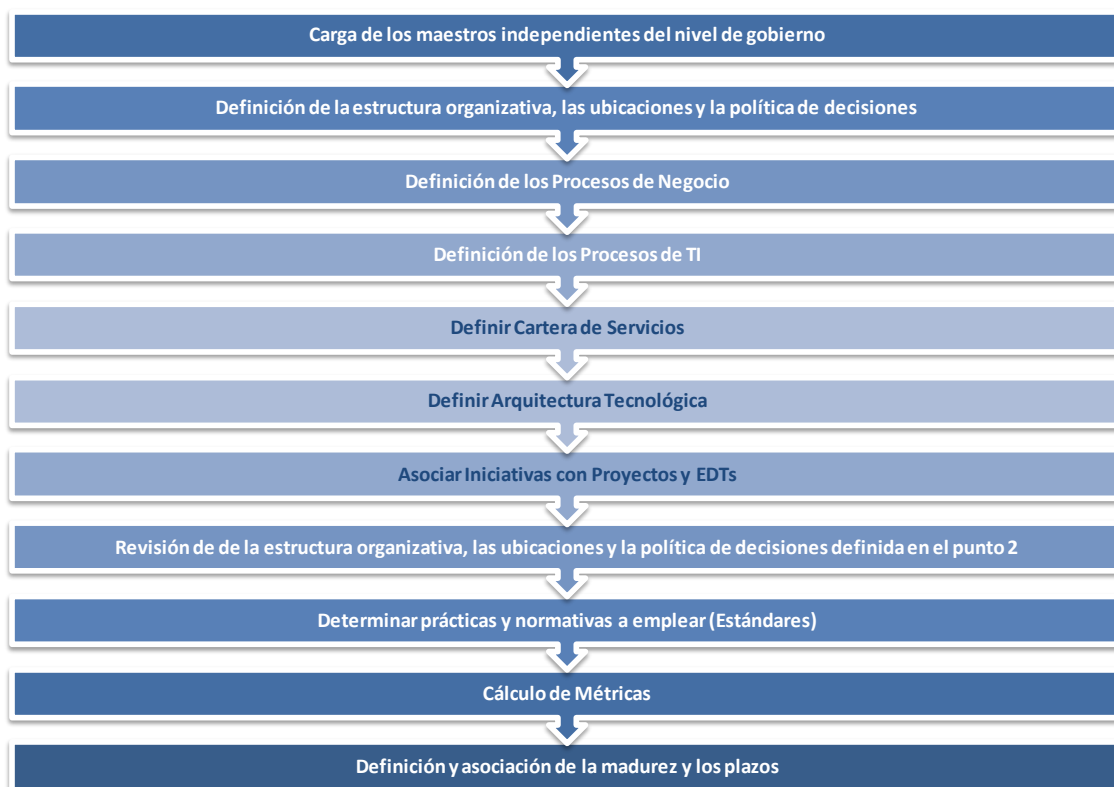 Carga de los maestros independientes del nivel de gobierno
Definición de la estructura organizativa, las ubicaciones y la política de decisiones
Definición de los Procesos de Negocio
Definición de los Procesos de TI
Definir Cartera de Servicios
Definir Arquitectura Tecnológica
Asociar Iniciativas con Proyectos y EDTs
Revisión de de la estructura organizativa, las ubicaciones y la política de decisiones definida en el punto 2
Determinar prácticas y normativas a emplear (Estándares)
Cálculo de Métricas
Definición y asociación de la madurez y los plazos